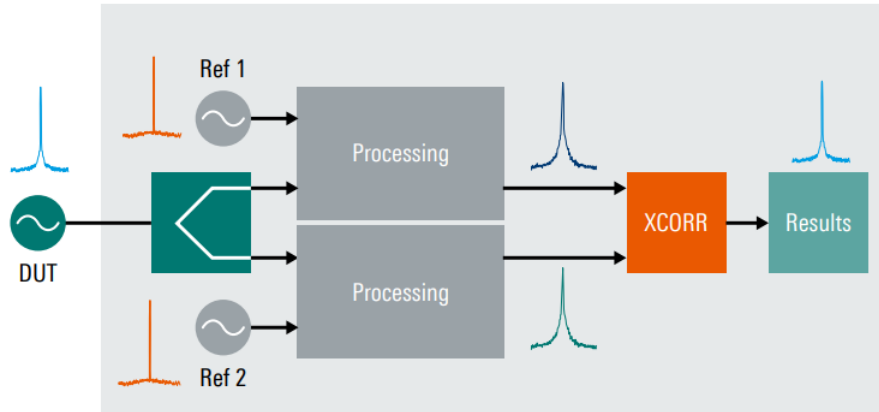 Ref 1
Processing
XCORR
Results
DUT
Processing
Ref 2